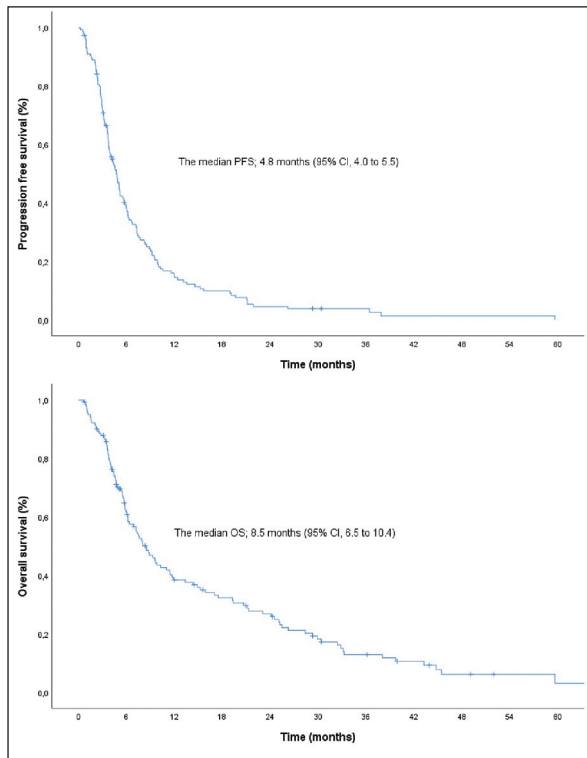 1,0
0,8
0,6
0,4
0,2
0,0
Progression free survival (%)
The median PFS; 4.8 months (95% CI, 4.0 to 5.5)
0 6 12 18 24 30 36 42 48 54 60
Time (months)
1,0
0,8
0,6
0,4
0,2
0,0
Overall survival (%)
The median OS; 8.5 months (95% CI, 6.5 to 10.4)
0 6 12 18 24 30 36 42 48 54 60
Time (months)